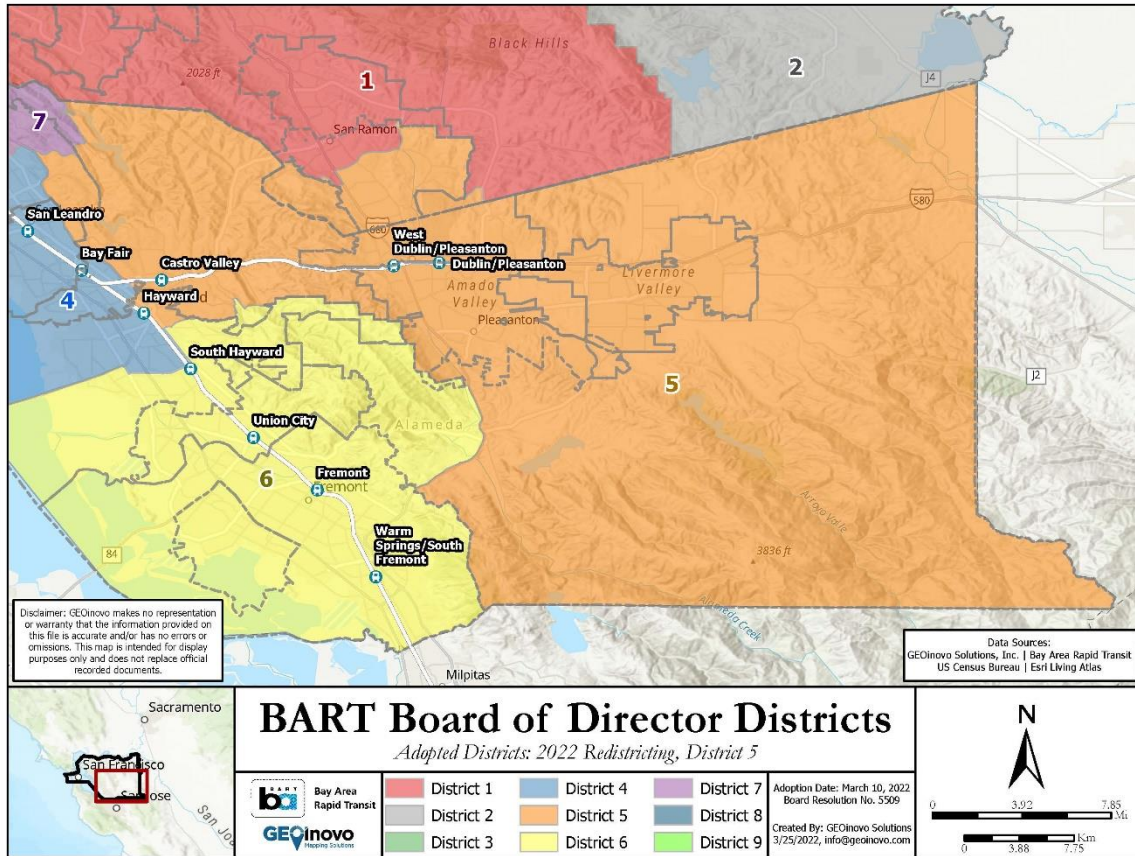 Black Hills
2
J4
1
2028 ft
San Ramon
7
580
680
San Leandro
West
Dublin/Pleasanton
Bay Fair
Castro Valley
Dublin/Pleasanton
Livermore
Valley
Amador
Valley
4
Hayward
Pleasanton
South Hayward
J2
5
Union City
Alameda
6
Fremont
Fremont
Arroyo Valle
Warm
Springs/South
Fremont
84
3836 ft
Alameda Creek
Disclaimer: GEOinovo makes no representation
or warranty that the information provided on
this file is accurate and/or has no errors or
omissions. This map is intended for display
purposes only and does not replace official
recorded documents.
Data Sources:
GEOinovo Solutions, Inc. | Bay Area Rapid Transit
US Census Bureau | Esri Living Atlas
Milpitas
Sacramento
San Francisco
San Jose
BART Board of Director Districts
Adopted Districts: 2022 Redistricting, District 5
BART
ba
Bay Area
Rapid Transit
GEOinovo
Mapping Solutions
District 1
District 4
District 7
District 2
District 5
District 8
District 3
District 6
District 9
Adoption Date: March 10, 2022
Board Resolution No. 5509
Created By: GEOinovo Solutions
3/25/2022, info@geoinovo.com
N
0 3.92 7.85
Mi
Km
0 3.88 7.75